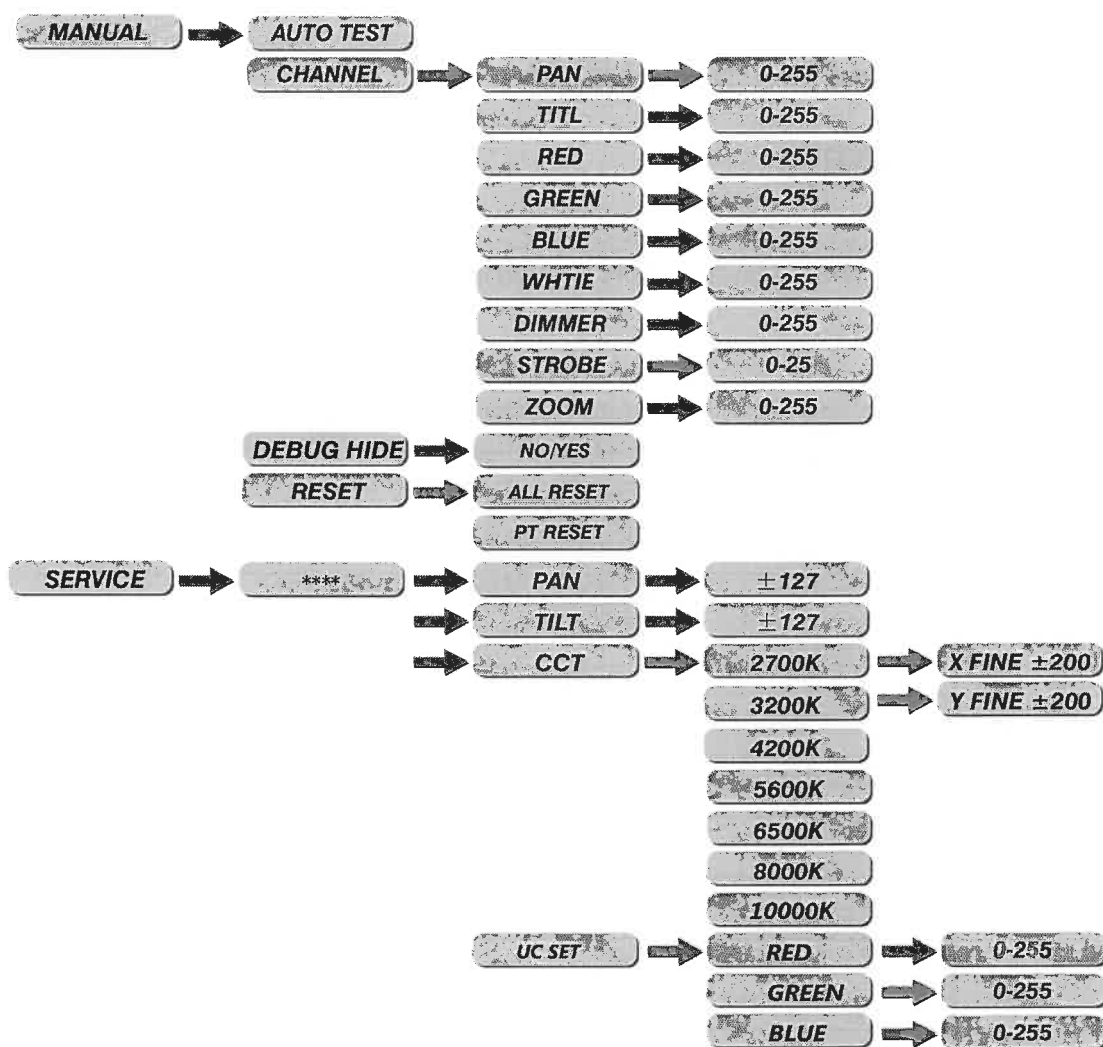 MANUAL AUTO TEST
CHANNEL PAN 0-255
TITL 0-255
RED 0-255
GREEN 0-255
BLUE 0-255
WHTIE 0-255
DIMMER 0-255
STROBE 0-25
ZOOM 0-255
DEBUG HIDE NO/YES
RESET ALL RESET
PT RESET
SERVICE **** PAN ±127
TILT ±127
CCT 2700K X FINE ±200
3200K Y FINE ±200
4200K
5600K
6500K
8000K
10000K
UC SET RED 0-255
GREEN 0-255
BLUE 0-255